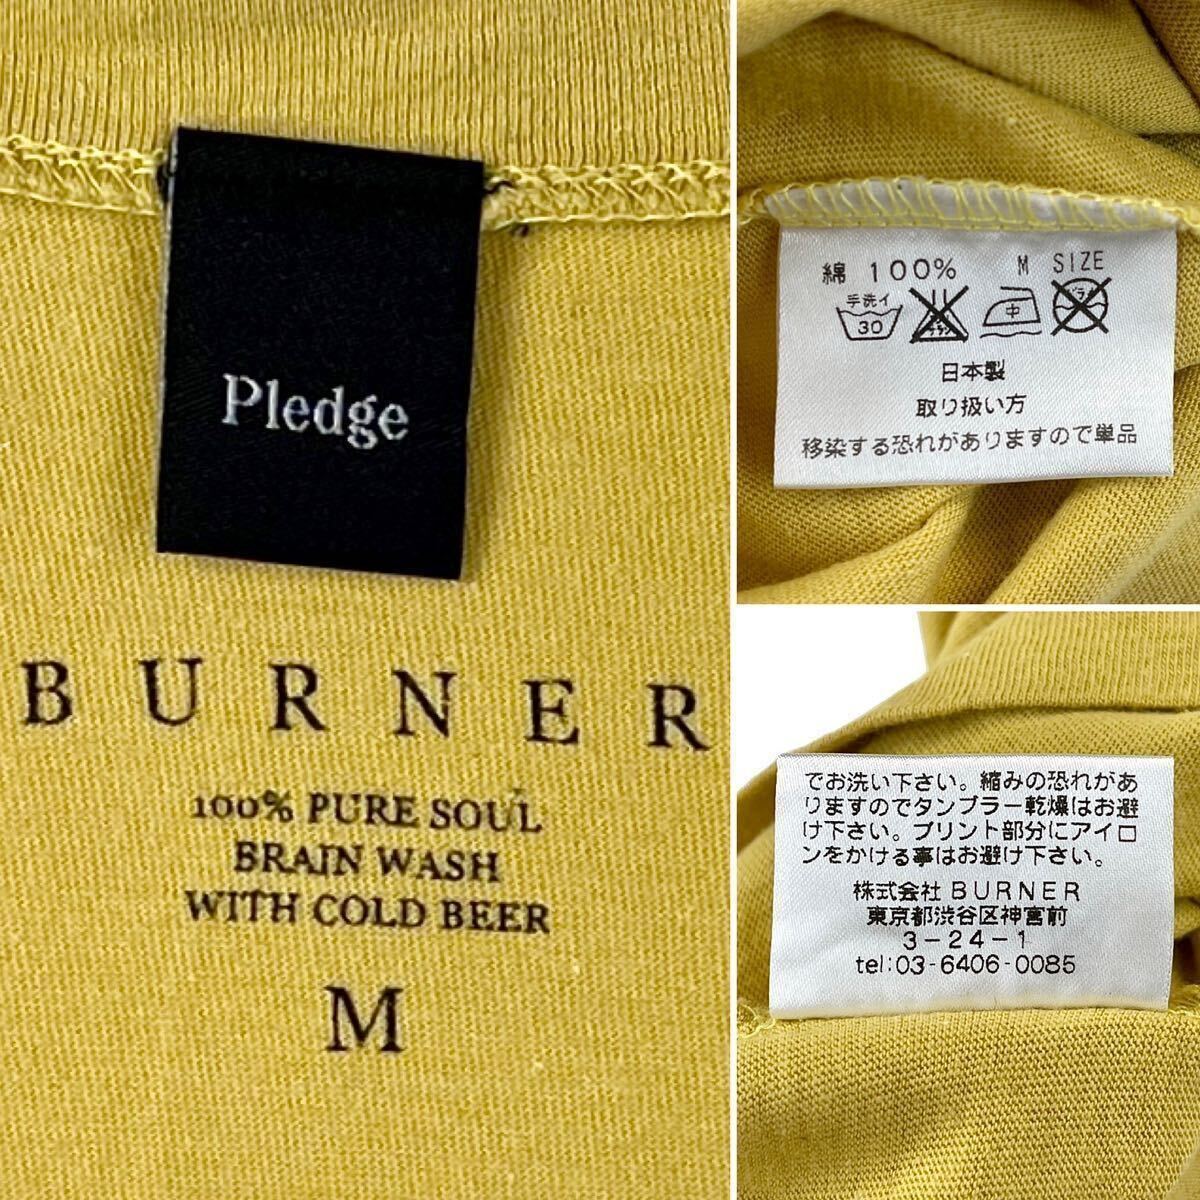 Pledge
BURNER
100% PURE SOUL
BRAIN WASH
WITH COLD BEER
M
綿 100% M SIZE
手洗イ
30
中
日本製
取り扱い方
移染する恐れがありますので単品
でお洗い下さい。縮みの恐れがあ
りますのでタンブラー乾燥はお避
け下さい。プリント部分にアイロ
ンをかける事はお避け下さい。
株式会社 BURNER
東京都渋谷区神宮前
3-24-1
tel:03-6406-0085